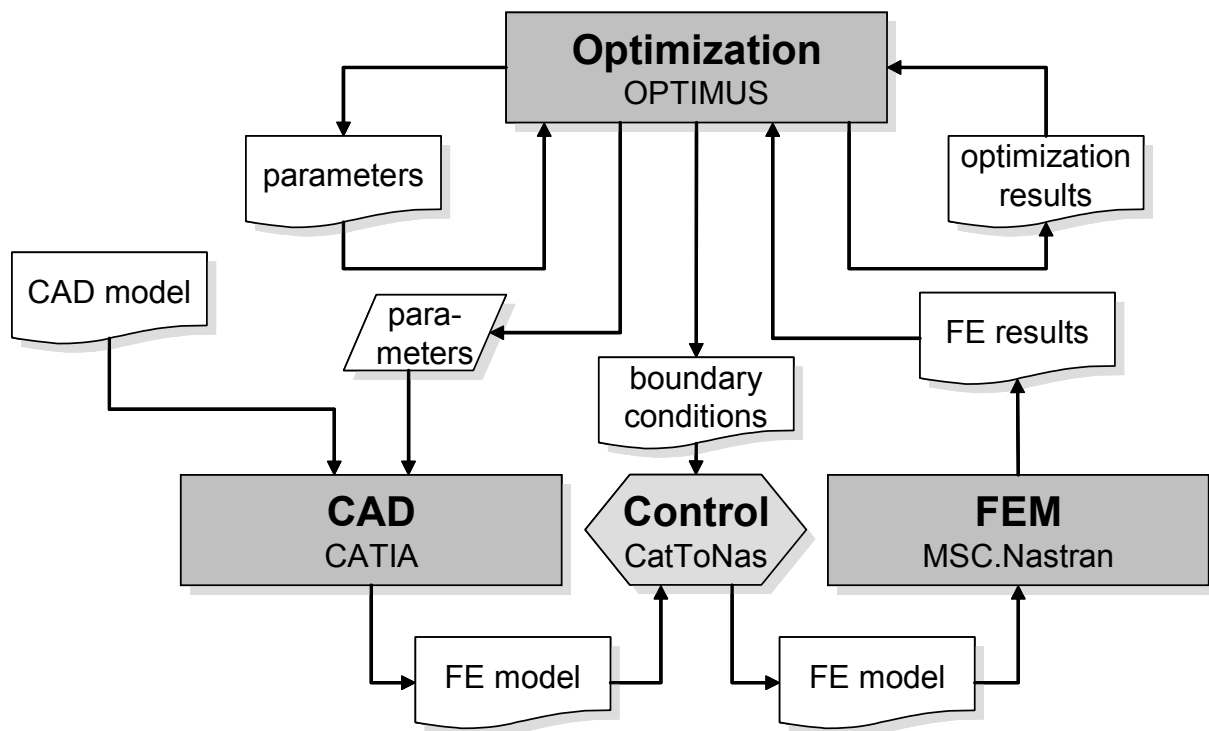 Optimization
OPTIMUS
parameters
optimization
results
CAD model
para-
meters
FE results
boundary
conditions
CAD
CATIA
Control
CatToNas
FEM
MSC.Nastran
FE model
FE model